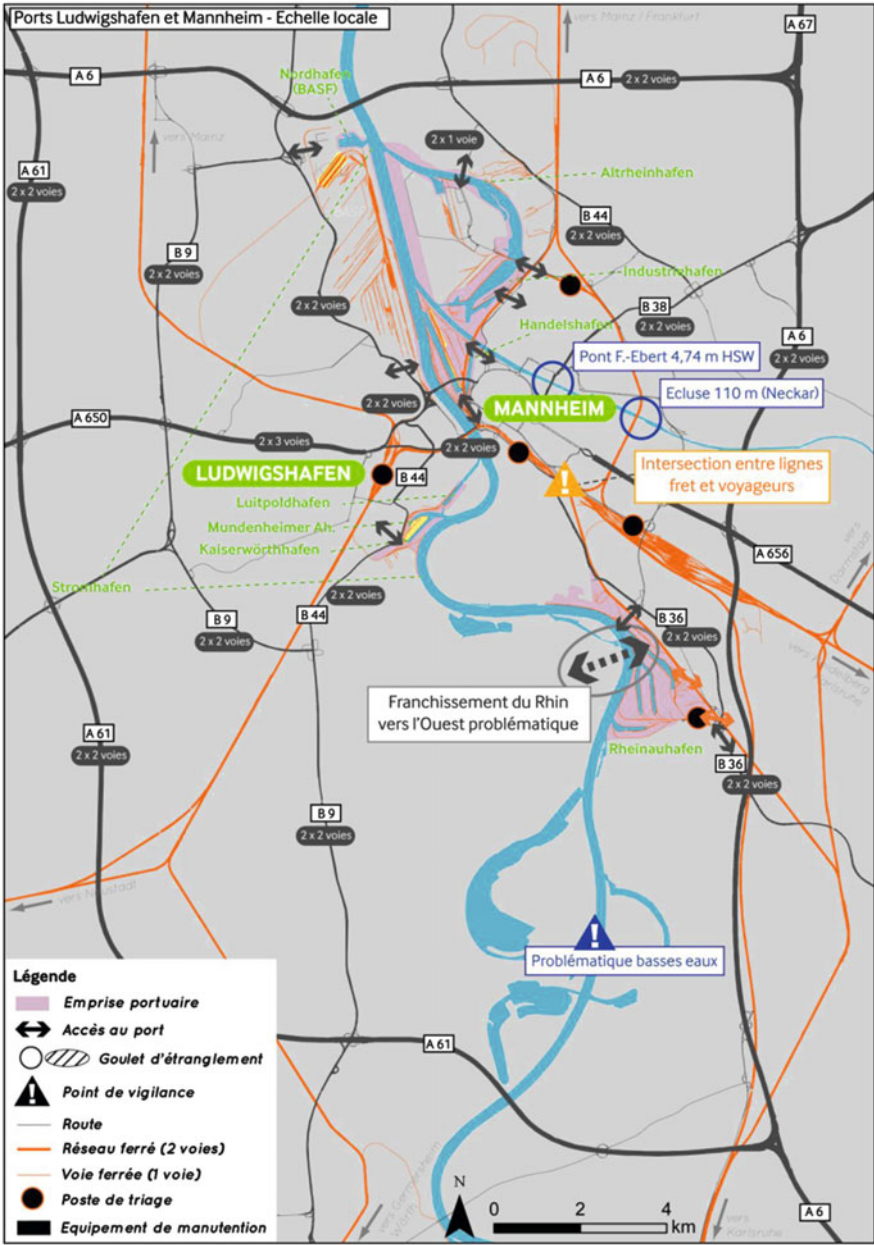 Ports Ludwigshafen et Mannheim - Echelle locale
vers Mainz / Frankfurt
A 67
Nordhafen
(BASF)
A 6
A 6
2 x 2 voies
vers Mainz
2 x 1 voie
A 61
2 x 2 voies
Altrheinhafen
BASF
B 44
2 x 2 voies
B 9
2 x 2 voies
Industriehafen
2 x 2 voies
B 38
2 x 2 voies
Handelshafen
A 6
2 x 2 voies
Pont F.-Ebert 4,74 m HSW
Ecluse 110 m (Neckar)
2 x 2 voies
MANNHEIM
A 650
2 x 3 voies
2 x 2 voies
LUDWIGSHAFEN
B 44
Intersection entre lignes
fret et voyageurs
Luitpoldhafen
Mundenheimer Ah.
Kaiserwörthhafen
A 656
vers
Darmstadt
Stromhafen
2 x 2 voies
B 9
2 x 2 voies
B 44
B 36
2 x 2 voies
vers Heidelberg
Karlsruhe
Franchissement du Rhin
vers l'Ouest problématique
A 61
2 x 2 voies
Rheinauhafen
B 36
2 x 2 voies
B 9
2 x 2 voies
vers Neustadt
Problématique basses eaux
Légende
Emprise portuaire
Accès au port
Goulet d'étranglement
Point de vigilance
Route
Réseau ferré (2 voies)
Voie ferrée (1 voie)
Poste de triage
Equipement de manutention
A 61
vers Germersheim
Wörth
N
0 2 4
km
vers
Karlsruhe
A 6